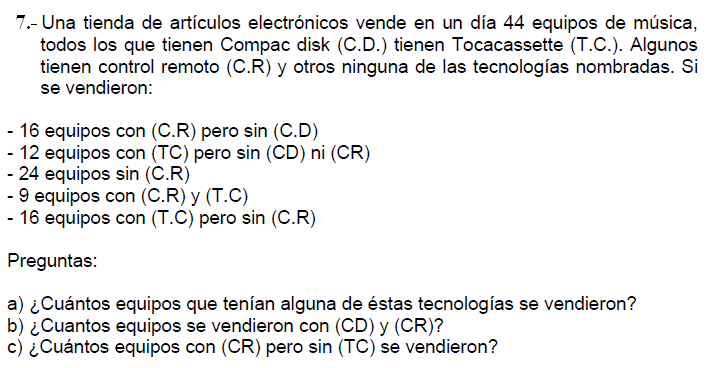 7.- Una tienda de artículos electrónicos vende en un día 44 equipos de música,
todos los que tienen Compac disk (C.D.) tienen Tocacassette (T.C.). Algunos
tienen control remoto (C.R) y otros ninguna de las tecnologías nombradas. Si
se vendieron:
- 16 equipos con (C.R) pero sin (C.D)
- 12 equipos con (TC) pero sin (CD) ni (CR)
- 24 equipos sin (C.R)
- 9 equipos con (C.R) y (T.C)
- 16 equipos con (T.C) pero sin (C.R)
Preguntas:
a) ¿Cuántos equipos que tenían alguna de éstas tecnologías se vendieron?
b) ¿Cuantos equipos se vendieron con (CD) y (CR)?
c) ¿Cuántos equipos con (CR) pero sin (TC) se vendieron?